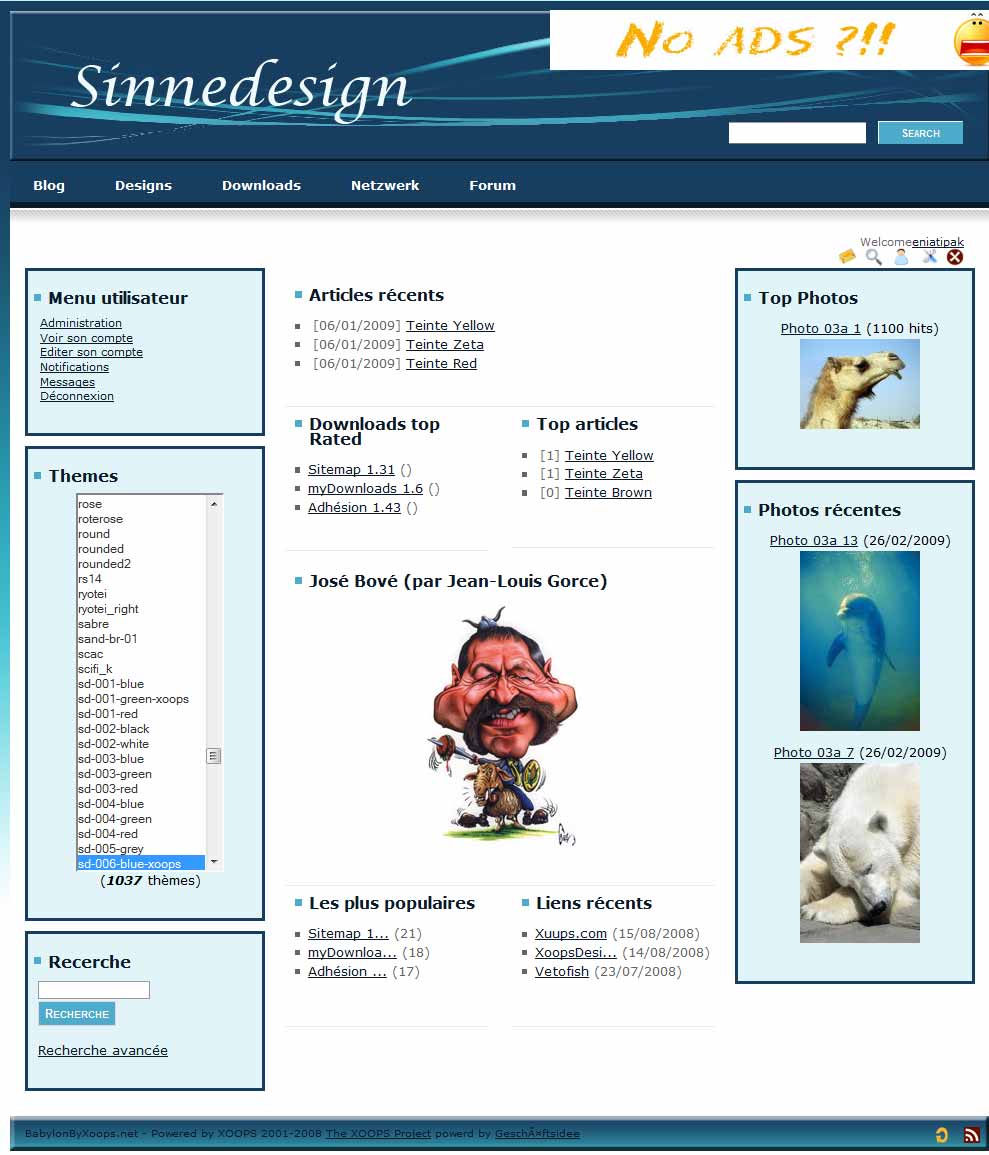 No ADS ?!!
Sinnedesign
SEARCH
Blog
Designs
Downloads
Netzwerk
Forum
Welcomeeniatipak
Menu utilisateur
Administration
Voir son compte
Editer son compte
Notifications
Messages
Déconnexion
Themes
rose
roterose
round
rounded
rounded2
rs14
ryotei
ryotei_right
sabre
sand-br-01
scac
scifi_k
sd-001-blue
sd-001-green-xoops
sd-001-red
sd-002-black
sd-002-white
sd-003-blue
sd-003-green
sd-003-red
sd-004-blue
sd-004-green
sd-004-red
sd-005-grey
sd-006-blue-xoops
(1037 thèmes)
Recerche
RECHERCHE
Recherche avancée
Articles récents
[06/01/2009] Teinte Yellow
[06/01/2009] Teinte Zeta
[06/01/2009] Teinte Red
Downloads top
Rated
Sitemap 1.31 ()
myDownloads 1.6 ()
Adhésion 1.43 ()
Top articles
[1] Teinte Yellow
[1] Teinte Zeta
[0] Teinte Brown
José Bové (par Jean-Louis Gorce)
Les plus populaires
Sitemap 1... (21)
myDownloa... (18)
Adhésion ... (17)
Liens récents
Xuups.com (15/08/2008)
XoopsDesi... (14/08/2008)
Vetofish (23/07/2008)
Top Photos
Photo 03a 1 (1100 hits)
Photos récentes
Photo 03a 13 (26/02/2009)
Photo 03a 7 (26/02/2009)
BabylonByXoops.net - Powered by XOOPS 2001-2008 The XOOPS Project powerd by GeschÃ¤ftsidee